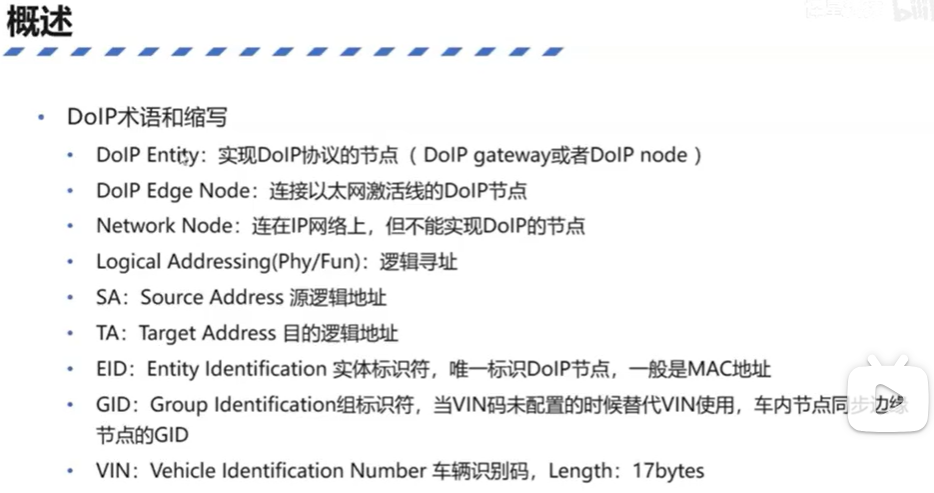 概述
DoIP术语和缩写
DoIP Entity：实现DoIP协议的节点（ DoIP gateway或者DoIP node ）
DoIP Edge Node：连接以太网激活线的DoIP节点
Network Node：连在IP网络上，但不能实现DoIP的节点
Logical Addressing(Phy/Fun)：逻辑寻址
SA：Source Address 源逻辑地址
TA：Target Address 目的逻辑地址
EID：Entity Identification 实体标识符，唯一标识DoIP节点，一般是MAC地址
GID：Group Identification组标识符，当VIN码未配置的时候替代VIN使用，车内节点同步边缘
节点的GID
VIN：Vehicle Identification Number 车辆识别码，Length：17bytes